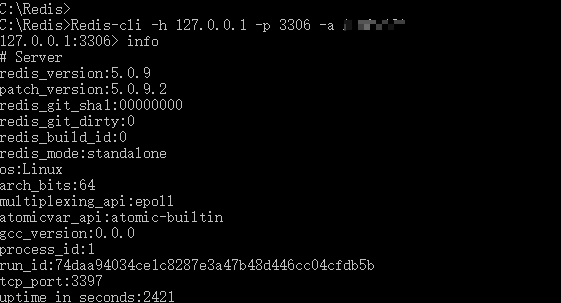 C:\Redis>
C:\Redis>Redis-cli -h 127.0.0.1 -p 3306 -a
127.0.0.1:3306> info
# Server
redis_version:5.0.9
patch_version:5.0.9.2
redis_git_sha1:00000000
redis_git_dirty:0
redis_build_id:0
redis_mode:standalone
os:Linux
arch_bits:64
multiplexing_api:epoll
atomicvar_api:atomic-builtin
gcc_version:0.0.0
process_id:1
run_id:74daa94034ce1c8287e3a47b48d446cc04cfdb5b
tcp_port:3397
uptime_in_seconds:2421